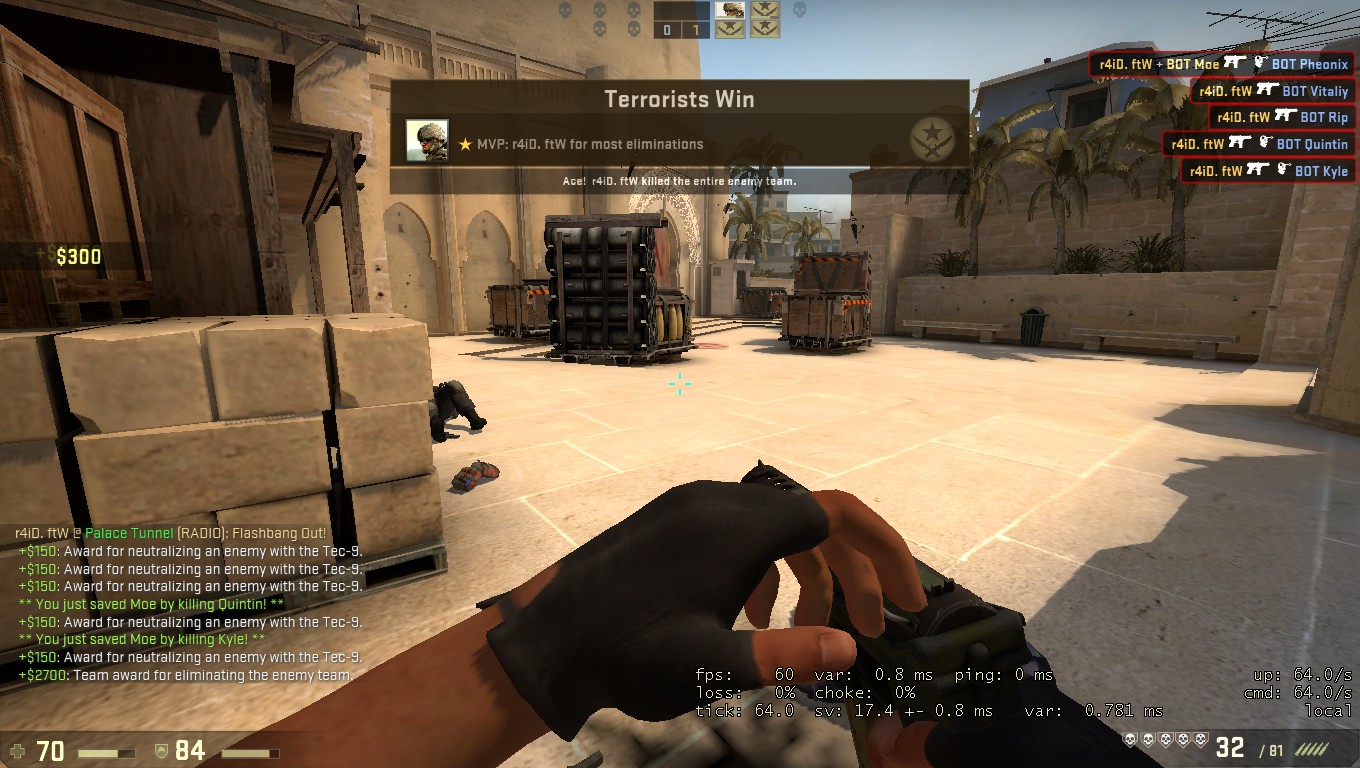 0 1
Terrorists Win
MVP: r4iD. ftW for most eliminations
Ace! r4iD. ftW killed the entire enemy team.
r4iD. ftW + BOT Moe BOT Pheonix
r4iD. ftW BOT Vitaliy
r4iD. ftW BOT Rip
r4iD. ftW BOT Quintin
r4iD. ftW BOT Kyle
+$300
r4iD. ftW @ Palace Tunnel (RADIO): Flashbang Out!
+$150: Award for neutralizing an enemy with the Tec-9.
+$150: Award for neutralizing an enemy with the Tec-9.
+$150: Award for neutralizing an enemy with the Tec-9.
** You just saved Moe by killing Quintin! **
+$150: Award for neutralizing an enemy with the Tec-9.
** You just saved Moe by killing Kyle! **
+$150: Award for neutralizing an enemy with the Tec-9.
+$2700: Team award for eliminating the enemy team.
fps: 60 var: 0.8 ms ping: 0 ms
loss: 0% choke: 0%
tick: 64.0 sv: 17.4 +- 0.8 ms var: 0.781 ms
up: 64.0/s
cmd: 64.0/s
local
70 84
32 / 81